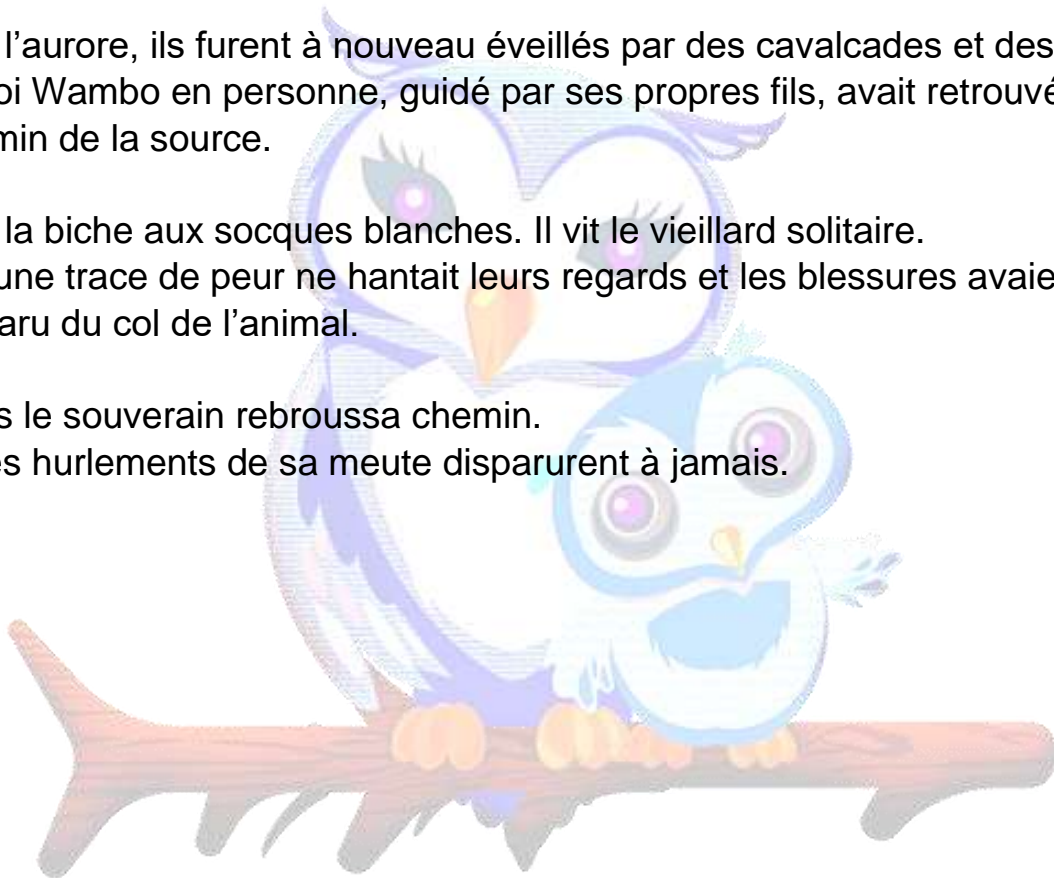 l’aurore, ils furent à nouveau éveillés par des cavalcades et des
oi Wambo en personne, guidé par ses propres fils, avait retrouvé
min de la source.
la biche aux socques blanches. Il vit le vieillard solitaire.
une trace de peur ne hantait leurs regards et les blessures avaie
aru du col de l’animal.
s le souverain rebroussa chemin.
es hurlements de sa meute disparurent à jamais.